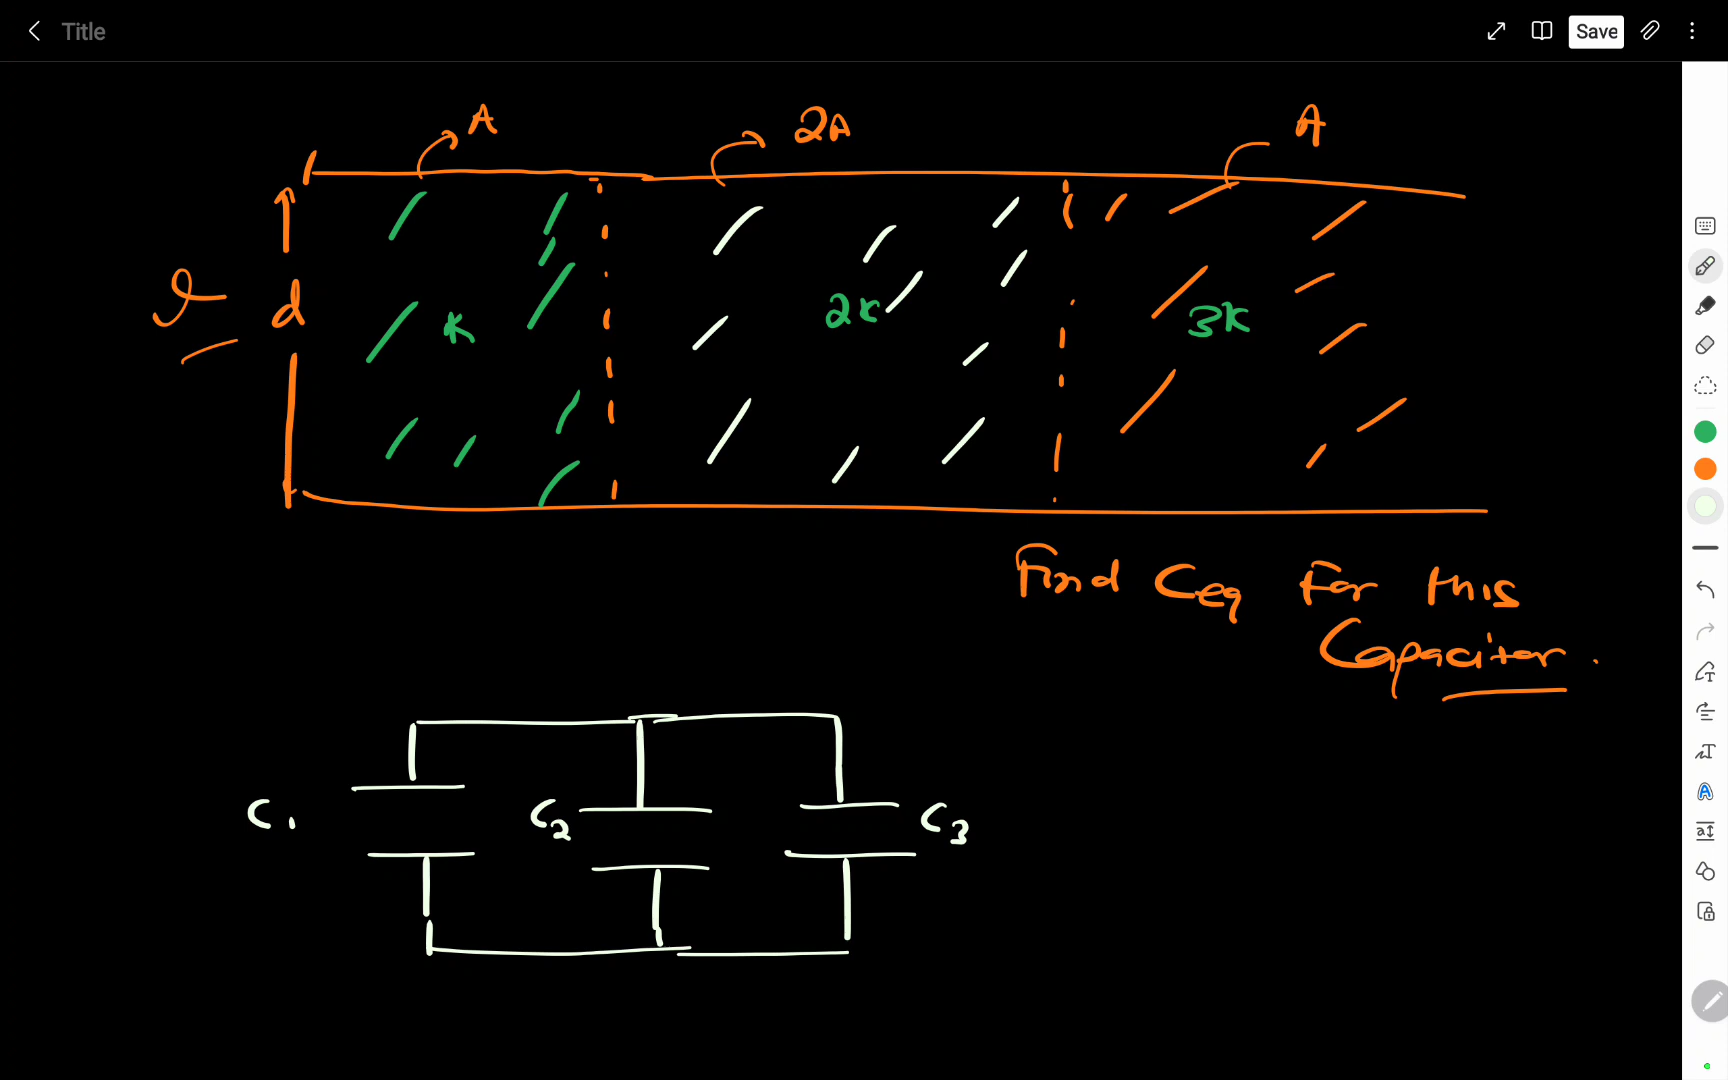 Title
Save
A 2A A
d K 2K 3K
Find Ceq For this
Capacitor.
C1 C2 C3